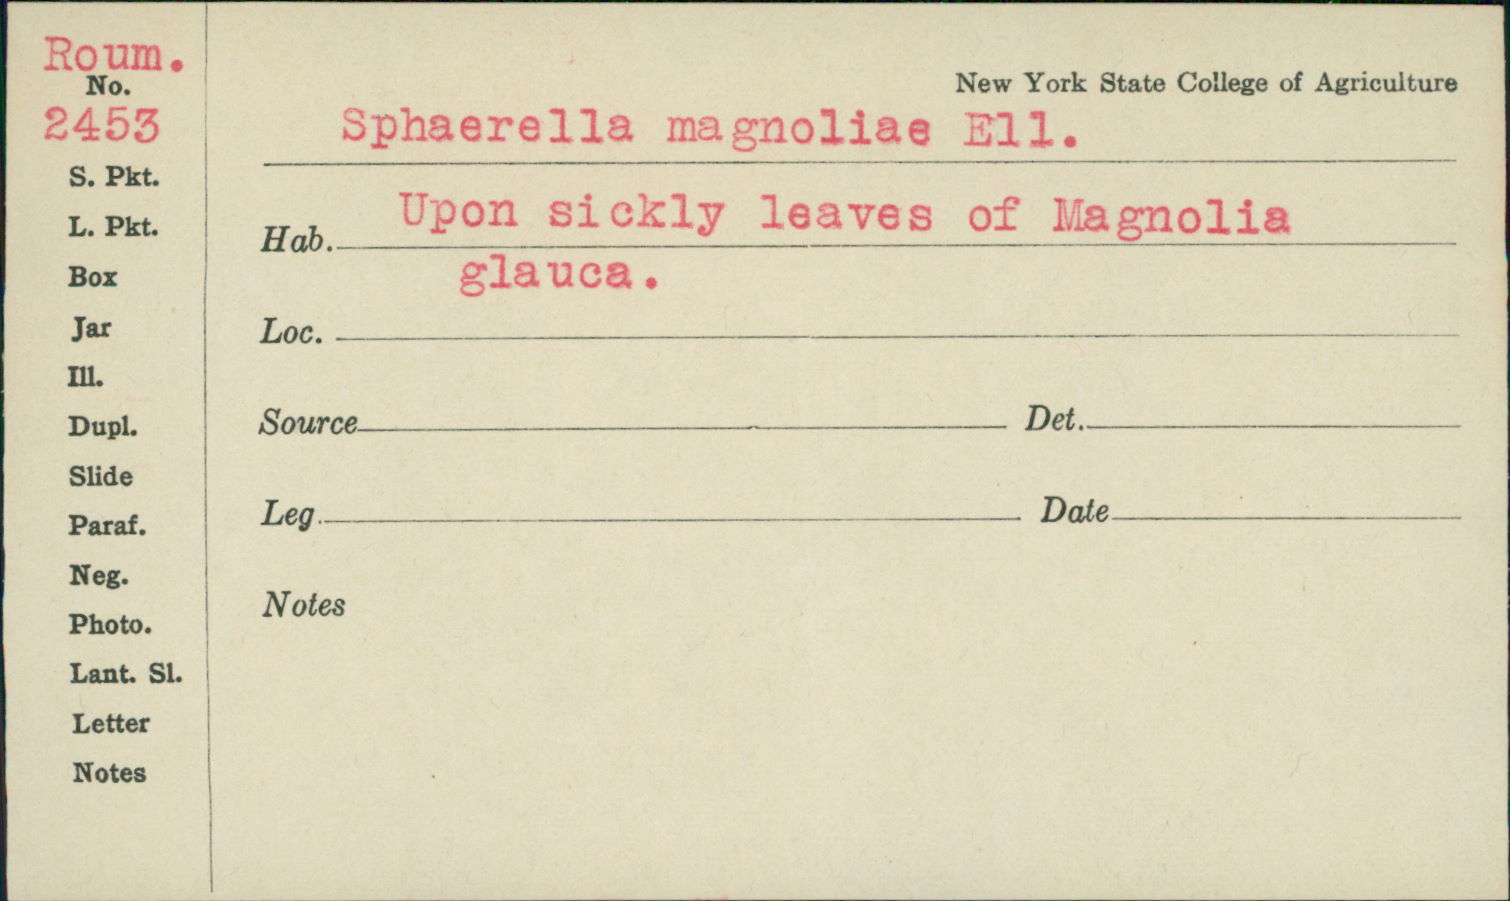 Roum.
No.
2453
S. Pkt.
L. Pkt.
Box
Jar
Ill.
Dupl.
Slide
Paraf.
Neg.
Photo.
Lant. Sl.
Letter
Notes
New York State College of Agriculture
Sphaerella magnoliae Ell.
Hab. Upon sickly leaves of Magnolia
glauca.
Loc.
Source Det.
Leg. Date
Notes